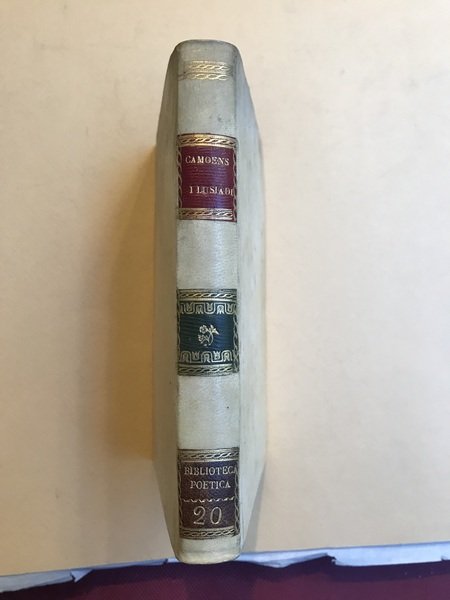 CAMOENS
I LUSIADI
BIBLIOTECA
POETICA
20